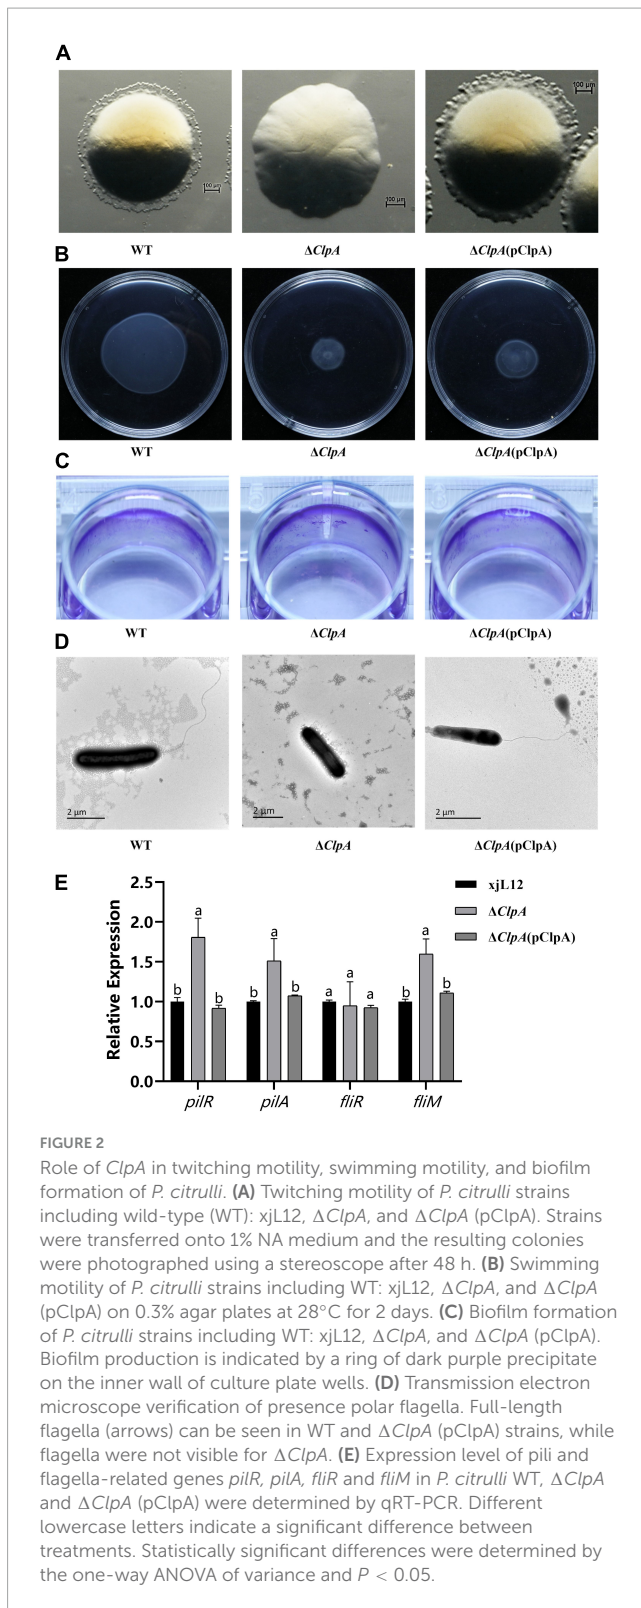 A
100 μm
100 μm
100 μm
WT
ΔClpA
ΔClpA(pClpA)
B
WT
ΔClpA
ΔClpA(pClpA)
C
WT
ΔClpA
ΔClpA(pClpA)
D
2 μm
2 μm
2 μm
WT
ΔClpA
ΔClpA(pClpA)
E
Relative Expression
2.5
2.0
1.5
1.0
0.5
0.0
b a b
b a b
a a a
b a b
pilR pilA fliR fliM
xjL12
ΔClpA
ΔClpA(pClpA)
FIGURE 2
Role of ClpA in twitching motility, swimming motility, and biofilm
formation of P. citrulli. (A) Twitching motility of P. citrulli strains
including wild-type (WT): xjL12, ΔClpA, and ΔClpA (pClpA). Strains
were transferred onto 1% NA medium and the resulting colonies
were photographed using a stereoscope after 48 h. (B) Swimming
motility of P. citrulli strains including WT: xjL12, ΔClpA, and ΔClpA
(pClpA) on 0.3% agar plates at 28°C for 2 days. (C) Biofilm formation
of P. citrulli strains including WT: xjL12, ΔClpA, and ΔClpA (pClpA).
Biofilm production is indicated by a ring of dark purple precipitate
on the inner wall of culture plate wells. (D) Transmission electron
microscope verification of presence polar flagella. Full-length
flagella (arrows) can be seen in WT and ΔClpA (pClpA) strains, while
flagella were not visible for ΔClpA. (E) Expression level of pili and
flagella-related genes pilR, pilA, fliR and fliM in P. citrulli WT, ΔClpA
and ΔClpA (pClpA) were determined by qRT-PCR. Different
lowercase letters indicate a significant difference between
treatments. Statistically significant differences were determined by
the one-way ANOVA of variance and P < 0.05.